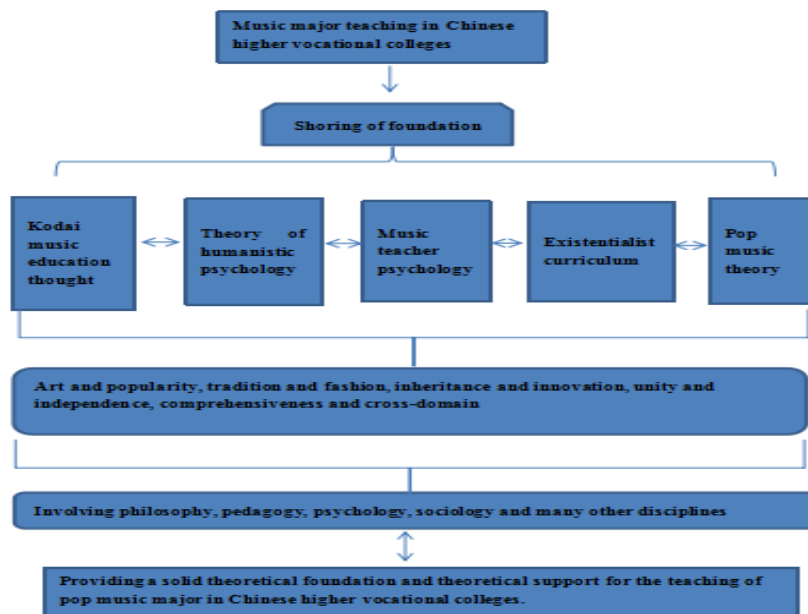 Music major teaching in Chinese
higher vocational colleges
Shoring of foundation
Kodai
music
education
thought
Theory of
humanistic
psychology
Music
teacher
psychology
Existentialist
curriculum
Pop
music
theory
Art and popularity, tradition and fashion, inheritance and innovation, unity and
independence, comprehensiveness and cross-domain
Involving philosophy, pedagogy, psychology, sociology and many other disciplines
Providing a solid theoretical foundation and theoretical support for the teaching of
pop music major in Chinese higher vocational colleges.